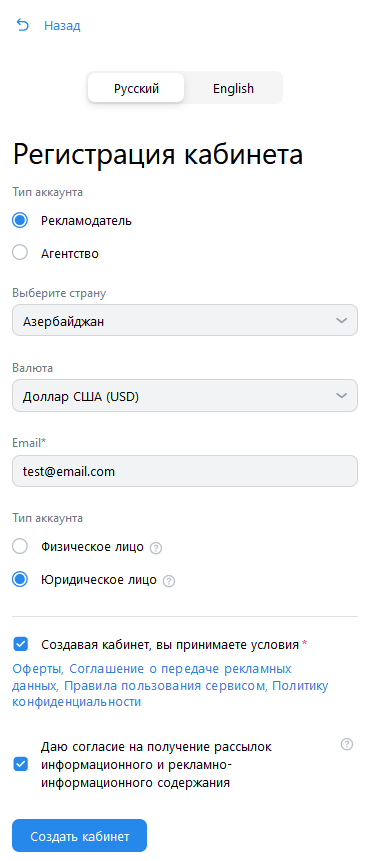 Назад
Русский English
Регистрация кабинета
Тип аккаунта
Рекламодатель
Агентство
Выберите страну
Азербайджан
Валюта
Доллар США (USD)
Email*
test@email.com
Тип аккаунта
Физическое лицо ?
Юридическое лицо ?
Создавая кабинет, вы принимаете условия *
Оферты, Соглашение о передаче рекламных
данных, Правила пользования сервисом, Политику
конфиденциальности
Даю согласие на получение рассылок ?
информационного и рекламно-
информационного содержания
Создать кабинет